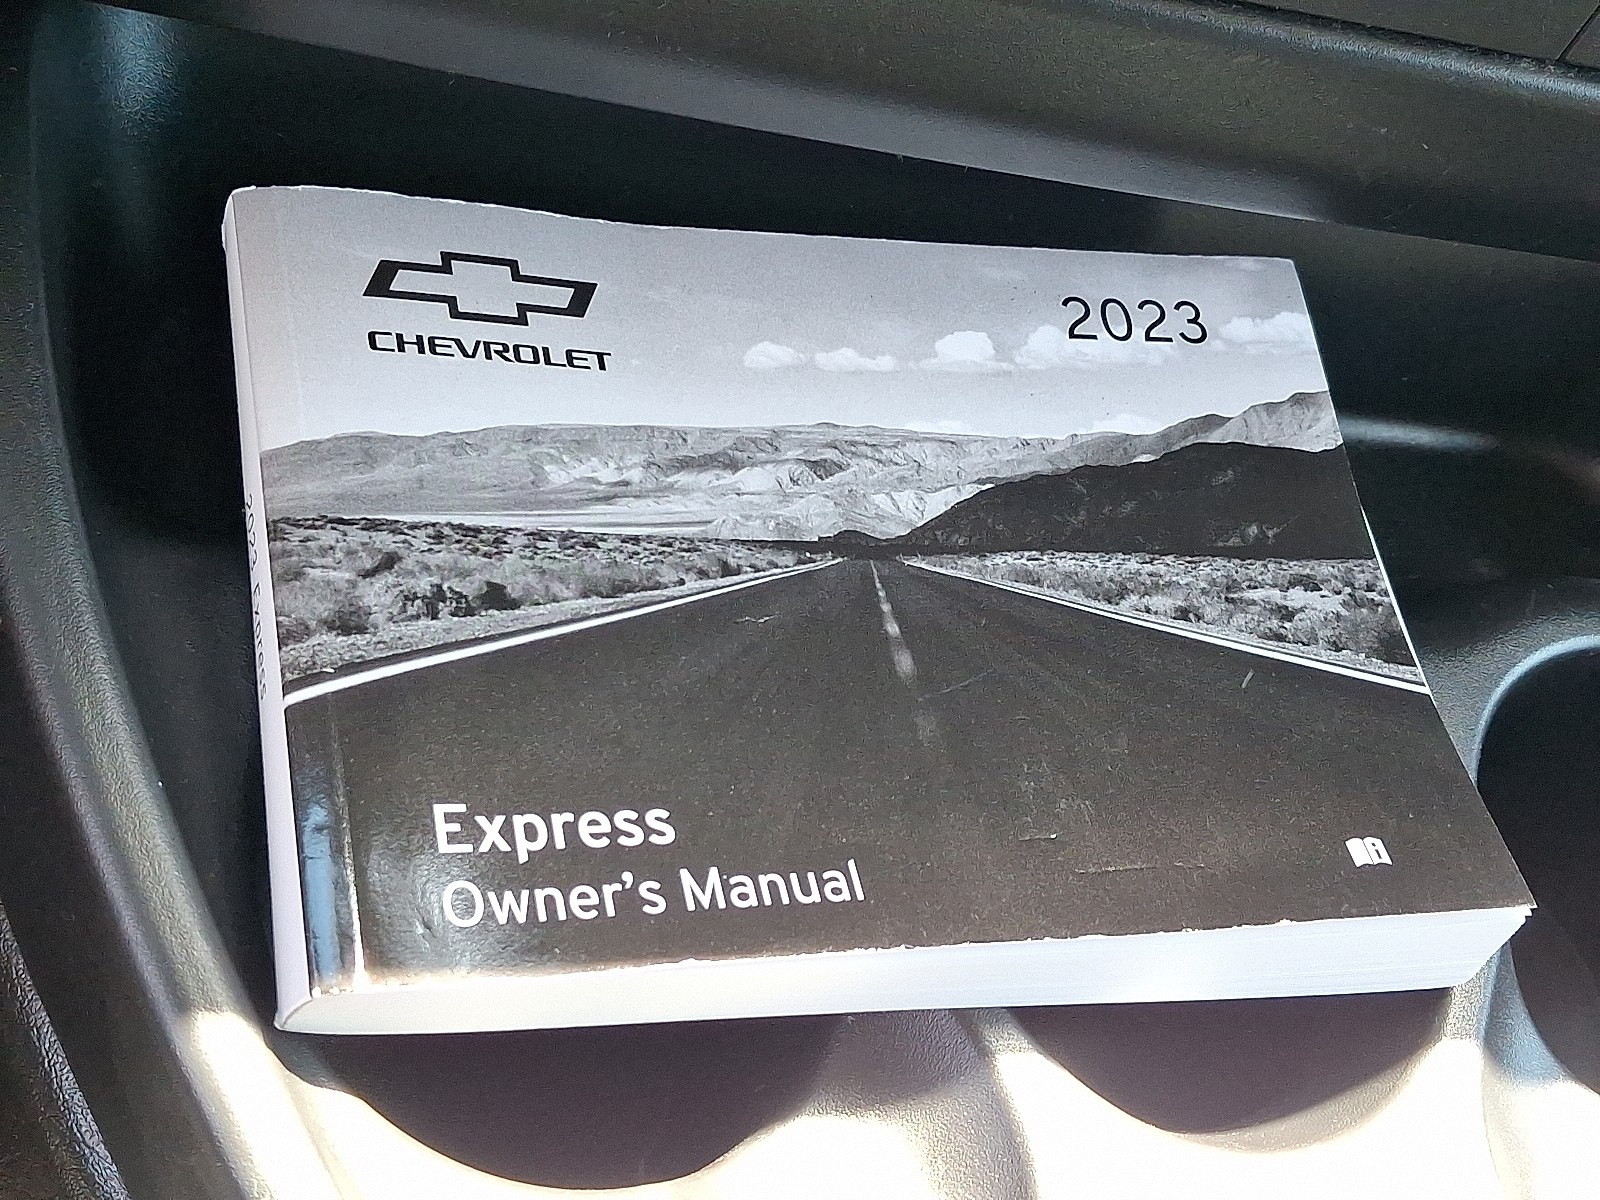 CHEVROLET
2023
Express
Owner's Manual
2023 Express